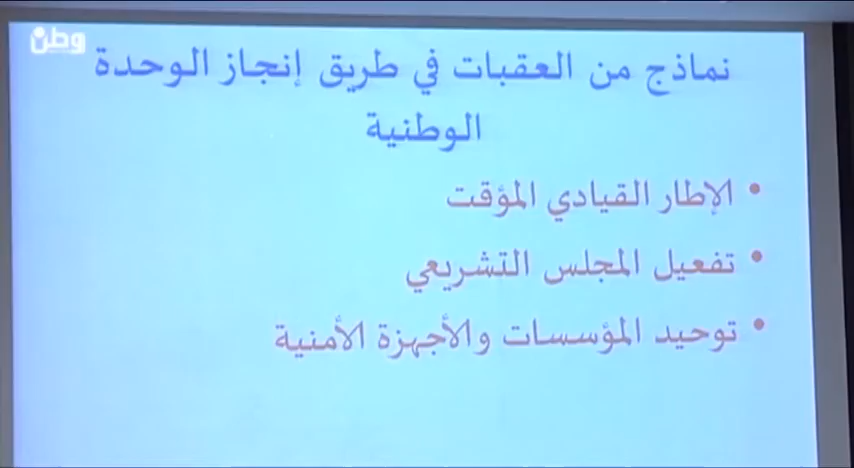 وطن
نماذج من العقبات في طريق إنجاز الوحدة
الوطنية
• الإطار القيادي المؤقت
• تفعيل المجلس التشريعي
• توحيد المؤسسات والأجهزة الأمنية